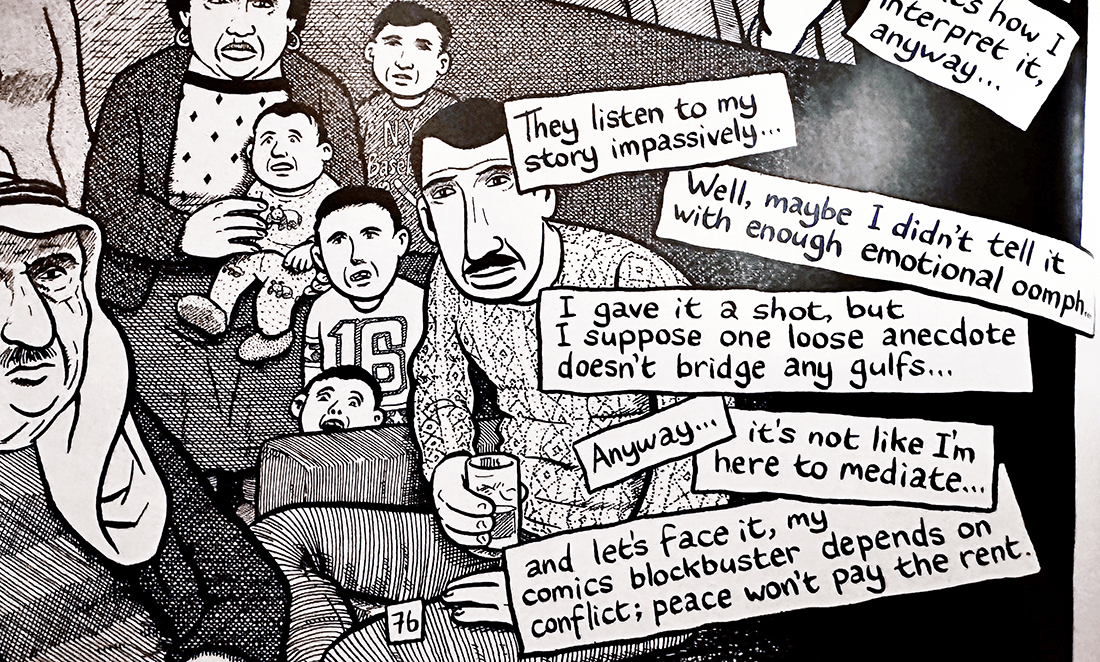 how I
interpret it,
anyway...
They listen to my
story impassively...
Well, maybe I didn't tell it
with enough emotional oomph...
I gave it a shot, but
I suppose one loose anecdote
doesn't bridge any gulfs...
16
Anyway...
it's not like I'm
here to mediate...
and let's face it, my
comics blockbuster depends on
conflict; peace won't pay the rent.
76